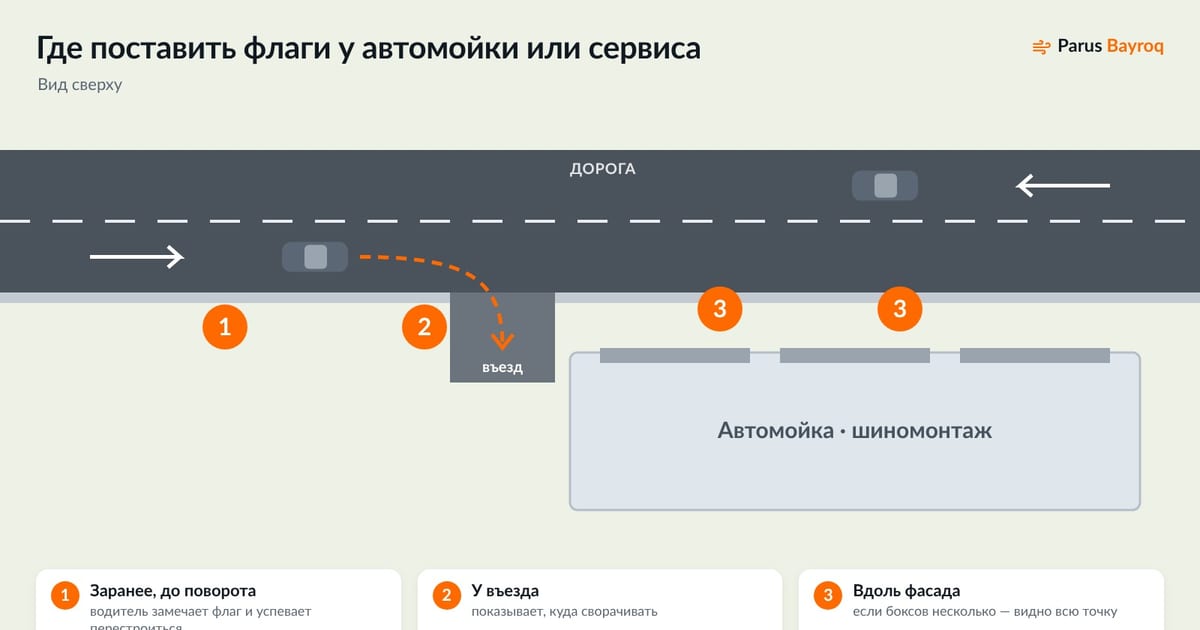 Где поставить флаги у автомойки или сервиса
Parus Bayroq
Вид сверху
ДОРОГА
1
2
3
3
въезд
Автомойка · шиномонтаж
1
Заранее, до поворота
водитель замечает флаг и успевает
перестроиться
2
У въезда
показывает, куда сворачивать
3
Вдоль фасада
если боксов несколько — видно всю точку